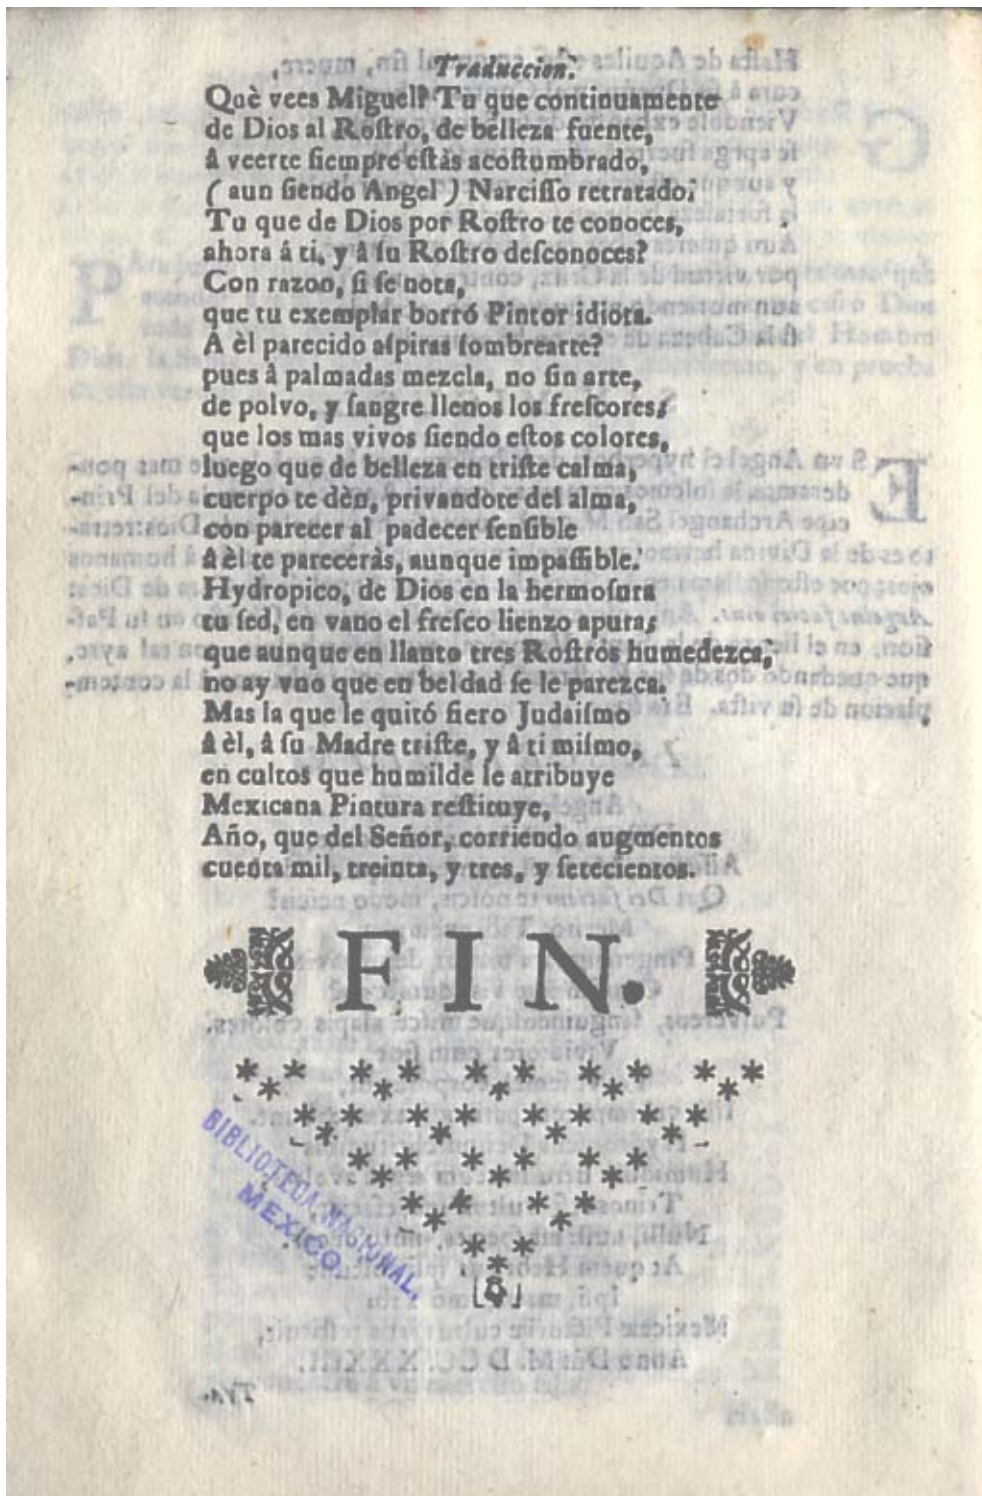 Traduccion.
Què vees Miguel? Tu que continuamente
de Dios al Roſtro, de belleza fuente,
â veerte ſiempre eſtàs acoſtumbrado,
( aun ſiendo Angel ) Narciſſo retratado;
Tu que de Dios por Roſtro te conoces,
ahora á ti, y â ſu Roſtro deſconoces?
Con razon, ſi ſe nota,
que tu exemplar borró Pintor idiota.
A èl parecido aſpiras ſombrearte?
pues â palmadas mezcla, no ſin arte,
de polvo, y ſangre llenos los freſcores;
que los mas vivos ſiendo eſtos colores,
luego que de belleza en triſte calma,
cuerpo te dèn, privandote del alma,
con parecer al padecer ſenſible
â èl te pareceràs, aunque impaſſible.
Hydropico, de Dios en la hermoſura
tu ſed, en vano el freſco lienzo apura;
que aunque en llanto tres Roſtros humedezca,
no ay vno que en beldad ſe le parezca.
Mas la que le quitó fiero Judaiſmo
â èl, â ſu Madre triſte, y â ti miſmo,
en cultos que humilde ſe atribuye
Mexicana Pintura reſtituye,
Año, que del Señor, corriendo augmentos
cuenta mil, treinta, y tres, y ſetecientos.
FIN.
BIBLIOTECA NACIONAL.
MEXICO.